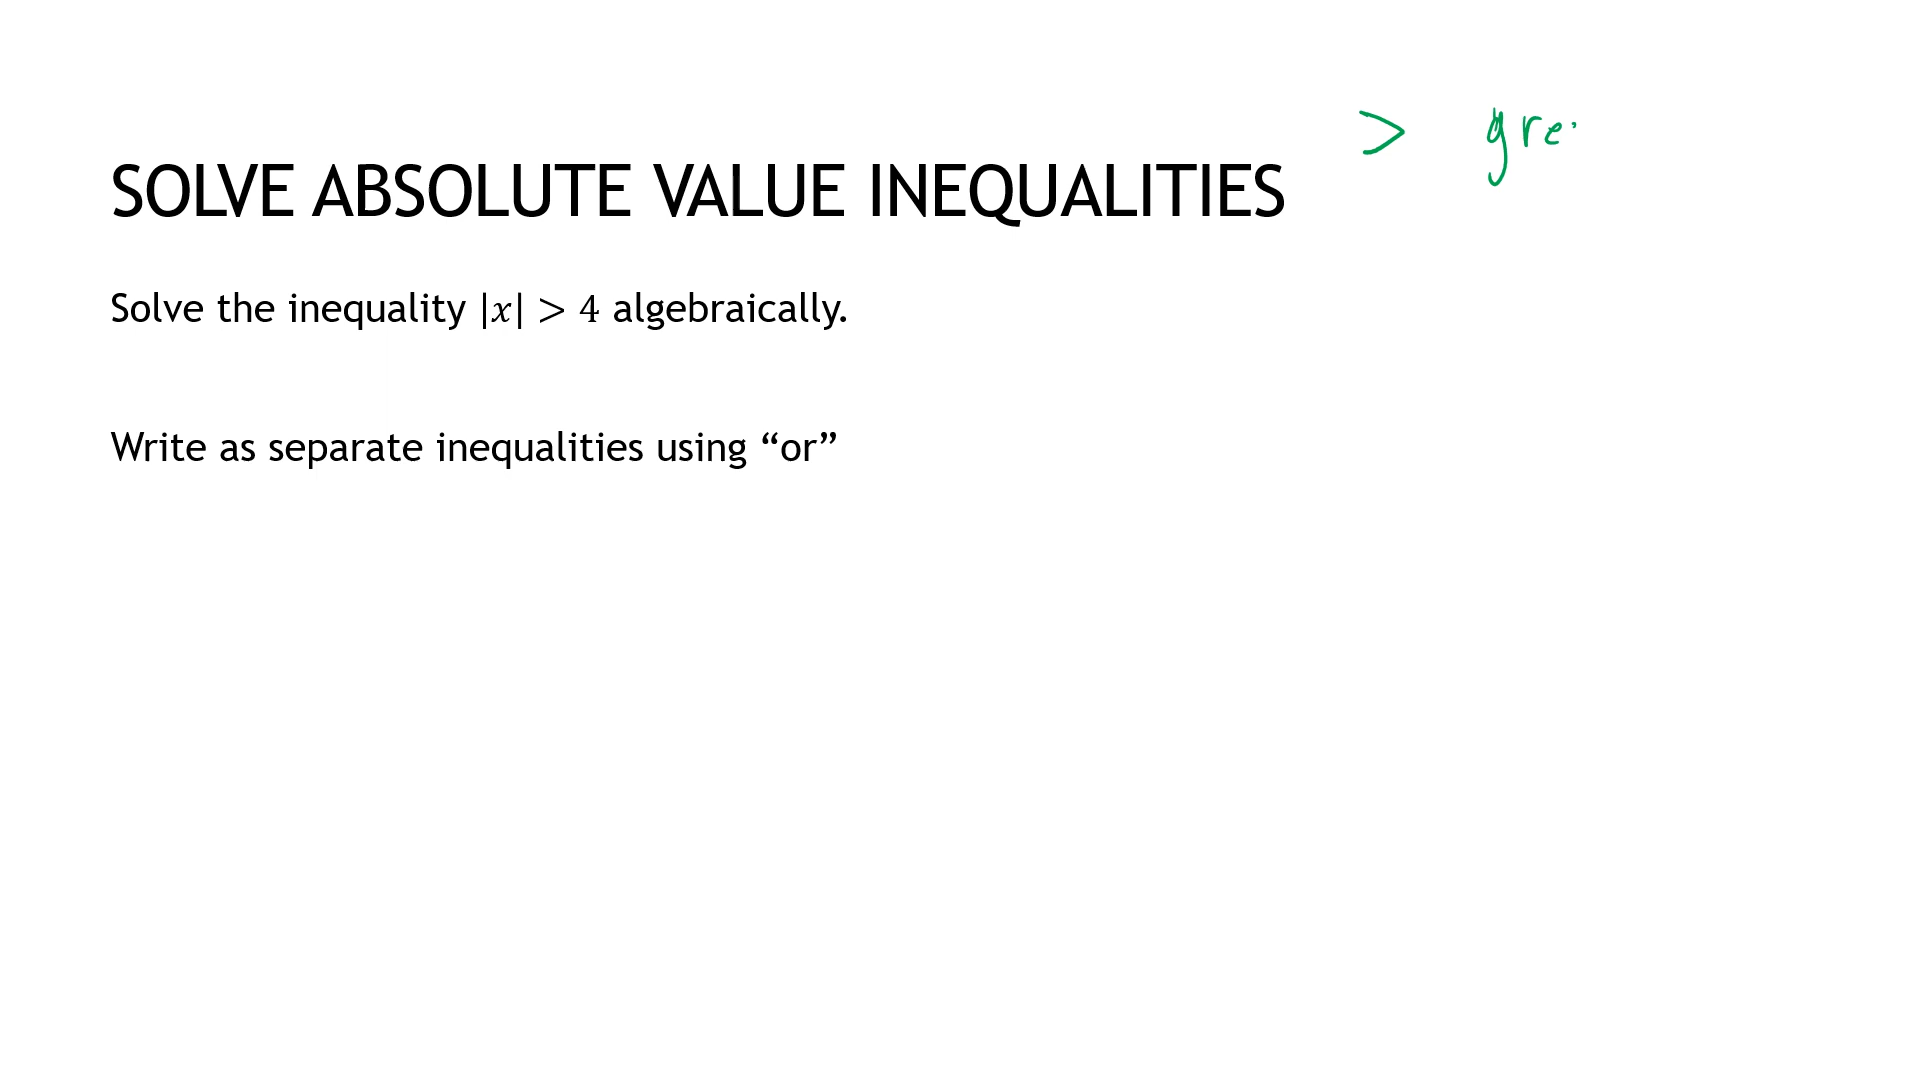 > gre
SOLVE ABSOLUTE VALUE INEQUALITIES
Solve the inequality |x| > 4 algebraically.
Write as separate inequalities using “or”